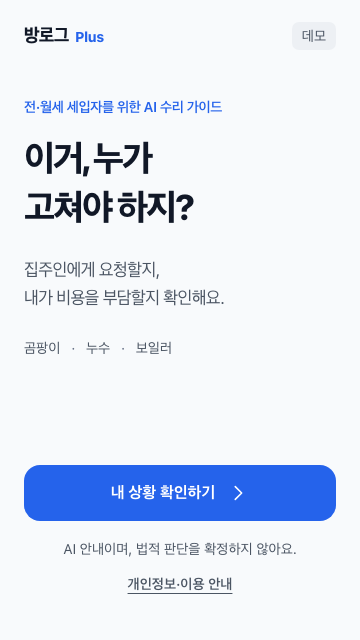 방로그 Plus
데모
전·월세 세입자를 위한 AI 수리 가이드
이거, 누가
고쳐야 하지?
집주인에게 요청할지,
내가 비용을 부담할지 확인해요.
곰팡이 · 누수 · 보일러
내 상황 확인하기
AI 안내이며, 법적 판단을 확정하지 않아요.
개인정보·이용 안내